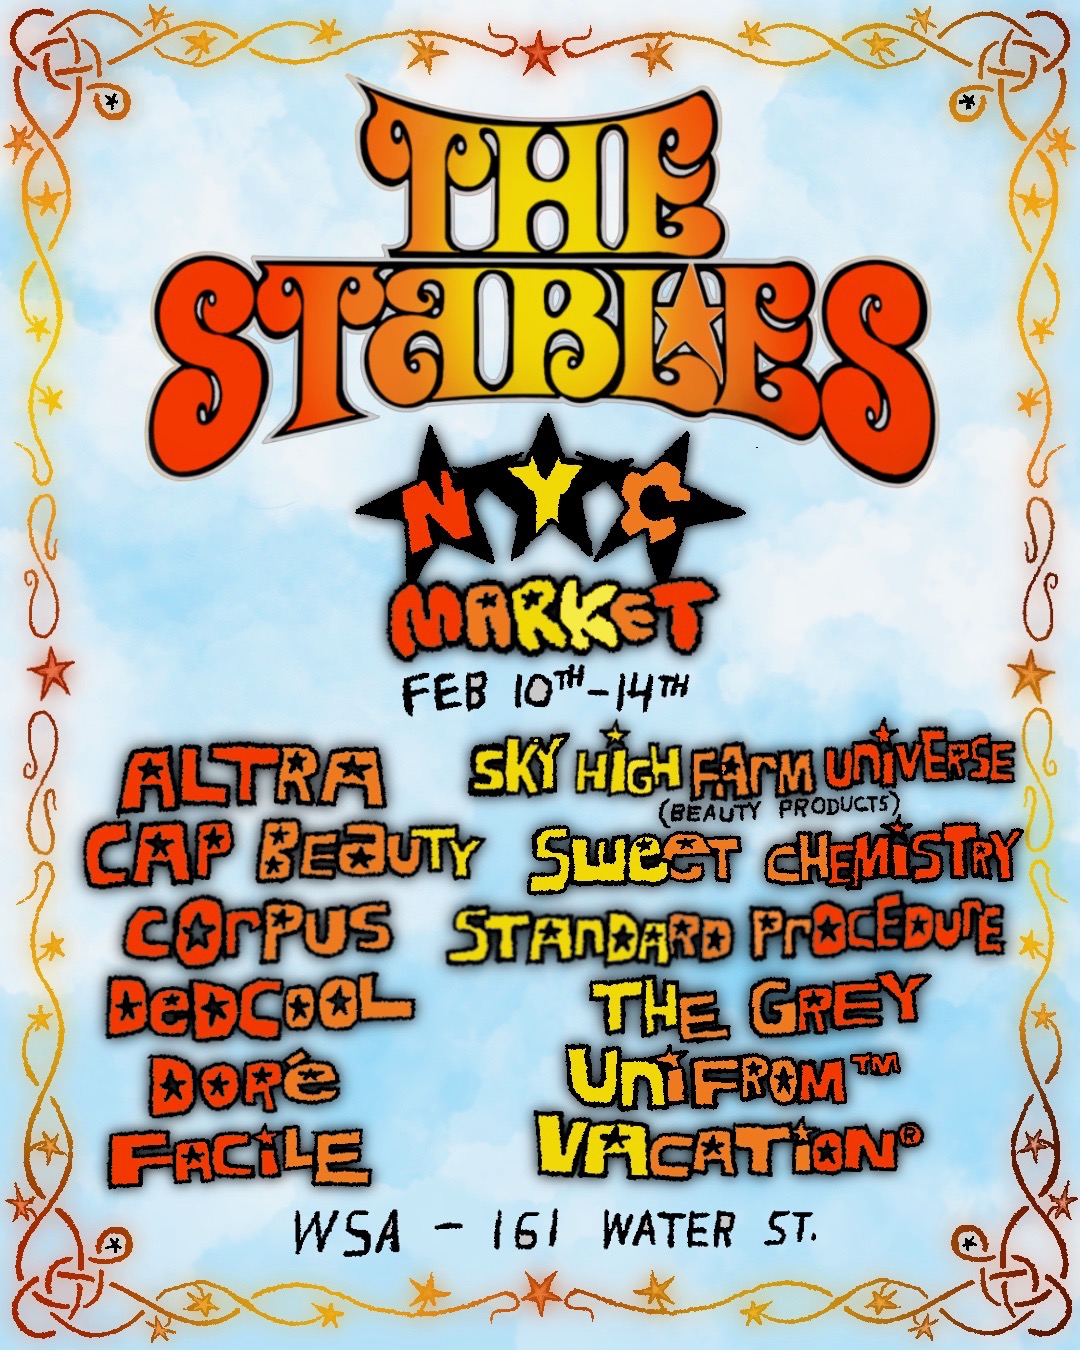 THE
STaBLES
NYC
MARKET
FEB 10TH-14TH
ALTRA
CAP BEaUTY
COrPUS
DeDCOOL
DORé
FACiLE
SKY HiGH FArM UniVERSE
(BEAUTY PRODUCTS)
SweeT CHEMiSTRY
STAnDARD PrOCEDUrE
THE GREY
UniFROM™
VACATiON®
WSA - 161 WATER ST.